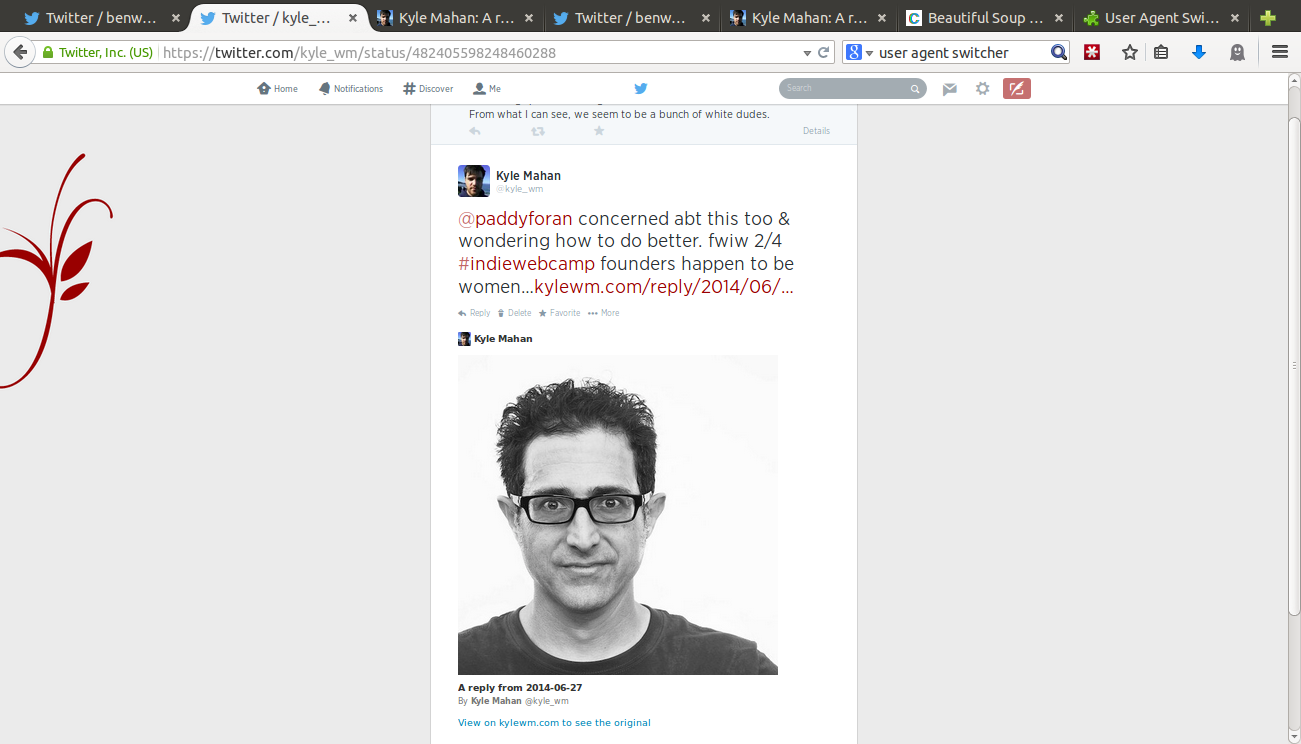 Twitter / benw...
Twitter / kyle_...
Kyle Mahan: A r...
Twitter / benw...
Kyle Mahan: A r...
Beautiful Soup ...
User Agent Swi...
Twitter, Inc. (US)
https://twitter.com/kyle_wm/status/482405598248460288
user agent switcher
Home
Notifications
Discover
Me
Search
From what I can see, we seem to be a bunch of white dudes.
Details
Kyle Mahan
@kyle_wm
@paddyforan concerned abt this too &
wondering how to do better. fwiw 2/4
#indiewebcamp founders happen to be
women...kylewm.com/reply/2014/06/...
Reply Delete Favorite More
Kyle Mahan
A reply from 2014-06-27
By Kyle Mahan @kyle_wm
View on kylewm.com to see the original